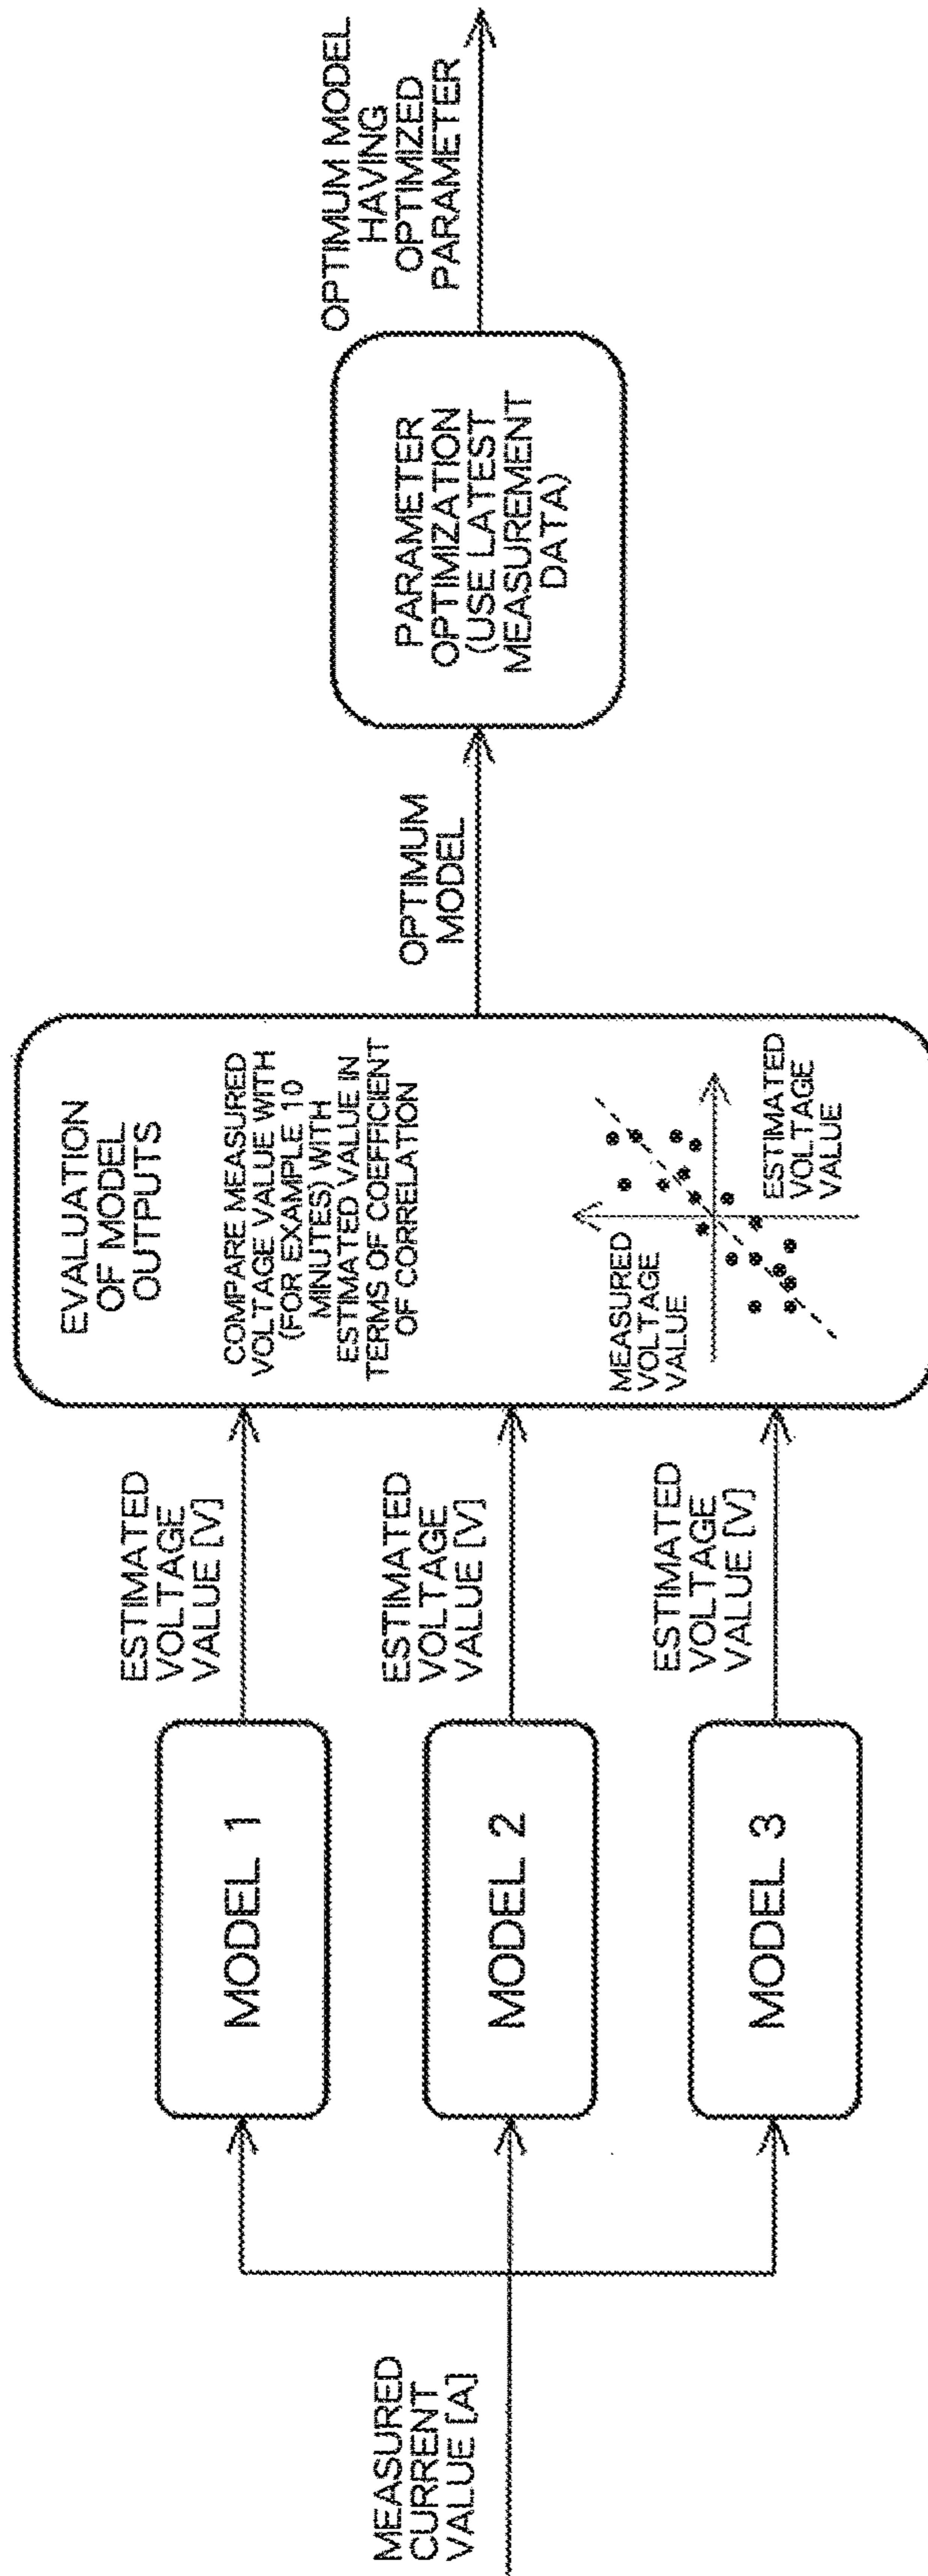 MEASURED
CURRENT
VALUE [A]
MODEL 1
MODEL 2
MODEL 3
ESTIMATED
VOLTAGE
VALUE [V]
ESTIMATED
VOLTAGE
VALUE [V]
ESTIMATED
VOLTAGE
VALUE [V]
EVALUATION
OF MODEL
OUTPUTS
COMPARE MEASURED
VOLTAGE VALUE WITH
(FOR EXAMPLE 10
MINUTES) WITH
ESTIMATED VALUE IN
TERMS OF COEFFICIENT
OF CORRELATION
MEASURED
VOLTAGE
VALUE
ESTIMATED
VOLTAGE
VALUE
OPTIMUM
MODEL
PARAMETER
OPTIMIZATION
(USE LATEST
MEASUREMENT
DATA)
OPTIMUM MODEL
HAVING
OPTIMIZED
PARAMETER